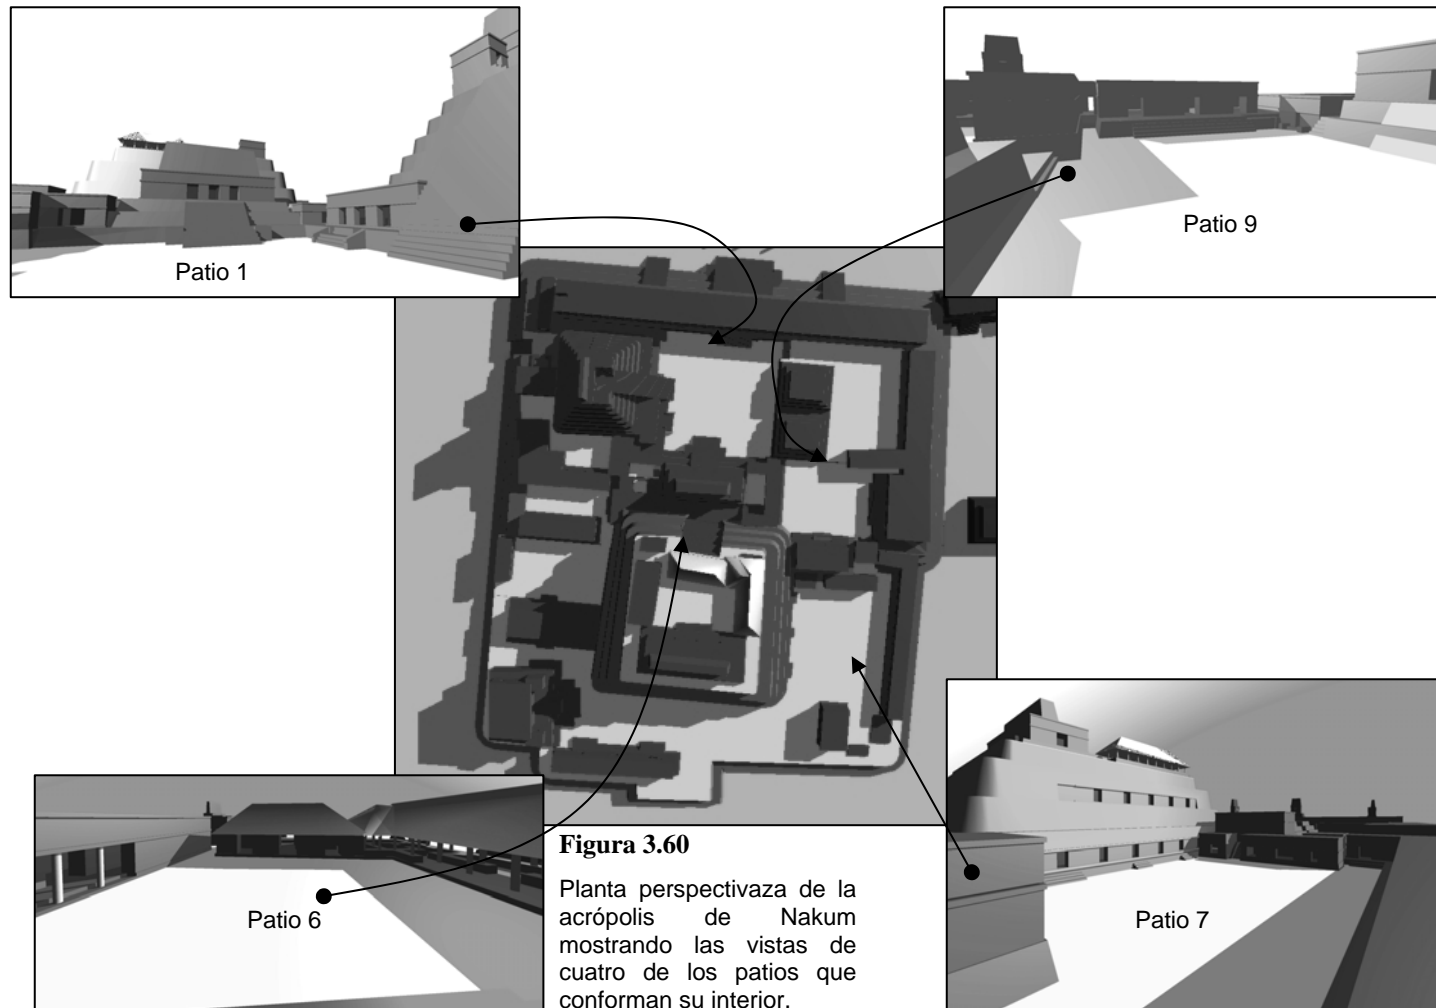 Patio 1
Patio 9
Patio 6
Patio 7
Figura 3.60
Planta perspectivaza de la
acrópolis de Nakum
mostrando las vistas de
cuatro de los patios que
conforman su interior.